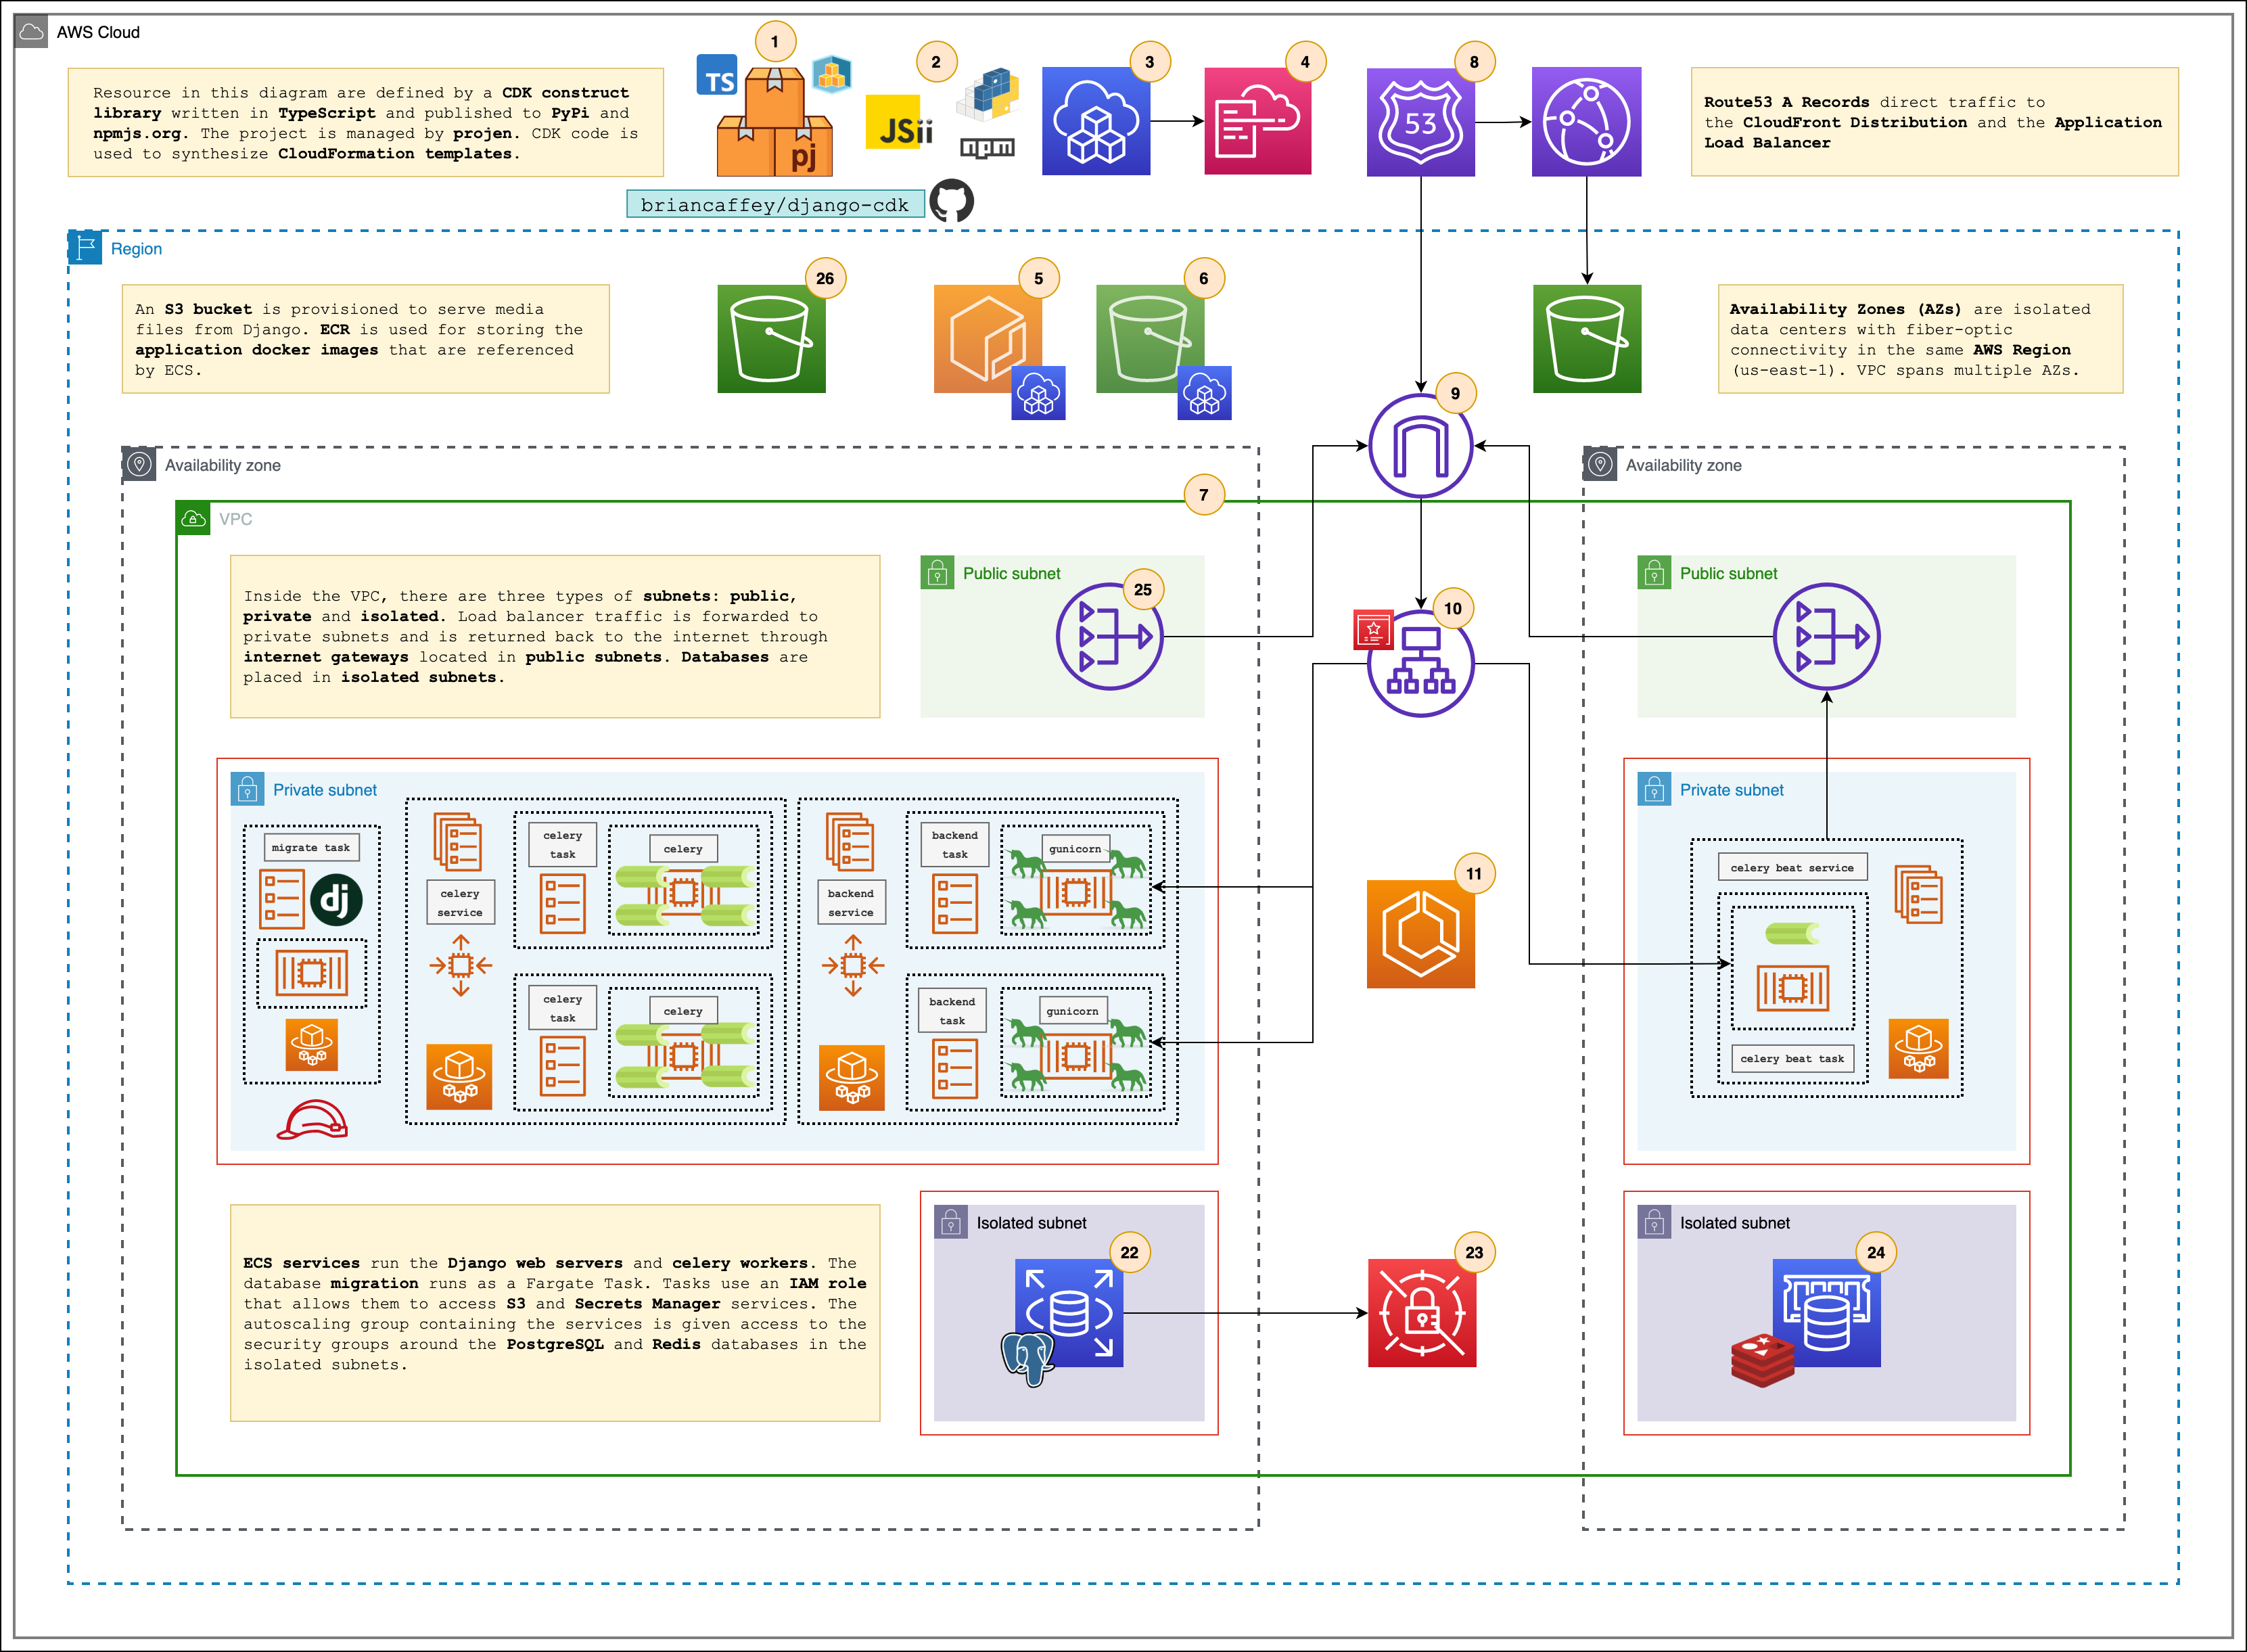 AWS Cloud
1
2
3
4
8
TS
pj
JSii
npm
53
Resource in this diagram are defined by a CDK construct
library written in TypeScript and published to PyPi and
npmjs.org. The project is managed by projen. CDK code is
used to synthesize CloudFormation templates.
Route53 A Records direct traffic to
the CloudFront Distribution and the Application
Load Balancer
briancaffey/django-cdk
Region
26
5
6
An S3 bucket is provisioned to serve media
files from Django. ECR is used for storing the
application docker images that are referenced
by ECS.
Availability Zones (AZs) are isolated
data centers with fiber-optic
connectivity in the same AWS Region
(us-east-1). VPC spans multiple AZs.
9
Availability zone
Availability zone
7
VPC
Inside the VPC, there are three types of subnets: public,
private and isolated. Load balancer traffic is forwarded to
private subnets and is returned back to the internet through
internet gateways located in public subnets. Databases are
placed in isolated subnets.
Public subnet
25
10
Public subnet
Private subnet
migrate task
dj
celery
service
celery
task
celery
celery
task
celery
backend
service
backend
task
gunicorn
backend
task
gunicorn
11
Private subnet
celery beat service
celery beat task
ECS services run the Django web servers and celery workers. The
database migration runs as a Fargate Task. Tasks use an IAM role
that allows them to access S3 and Secrets Manager services. The
autoscaling group containing the services is given access to the
security groups around the PostgreSQL and Redis databases in the
isolated subnets.
Isolated subnet
22
23
Isolated subnet
24